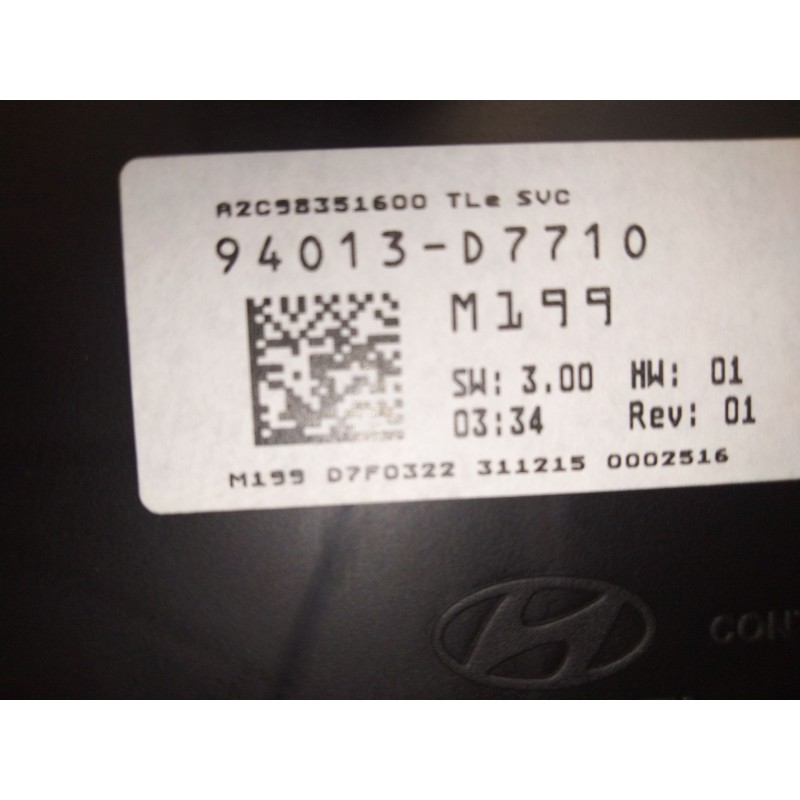 A2C98351600 TLe SVC
94013-D7710
M199
SW: 3.00 HW: 01
03:34 Rev: 01
M199 D7F0322 311215 0002516
CONT